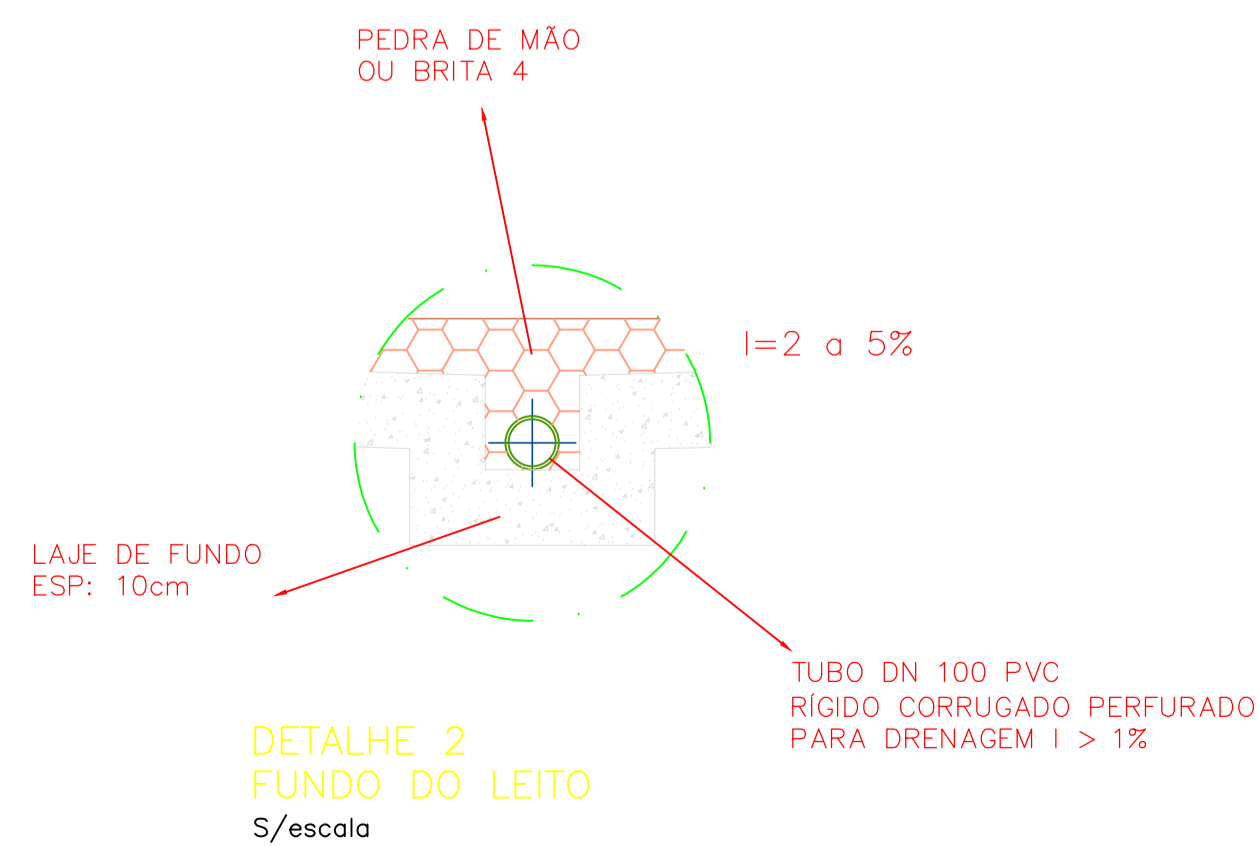 PEDRA DE MÃO
OU BRITA 4
I=2 a 5%
LAJE DE FUNDO
ESP: 10cm
TUBO DN 100 PVC
RÍGIDO CORRUGADO PERFURADO
PARA DRENAGEM I > 1%
DETALHE 2
FUNDO DO LEITO
S/escala